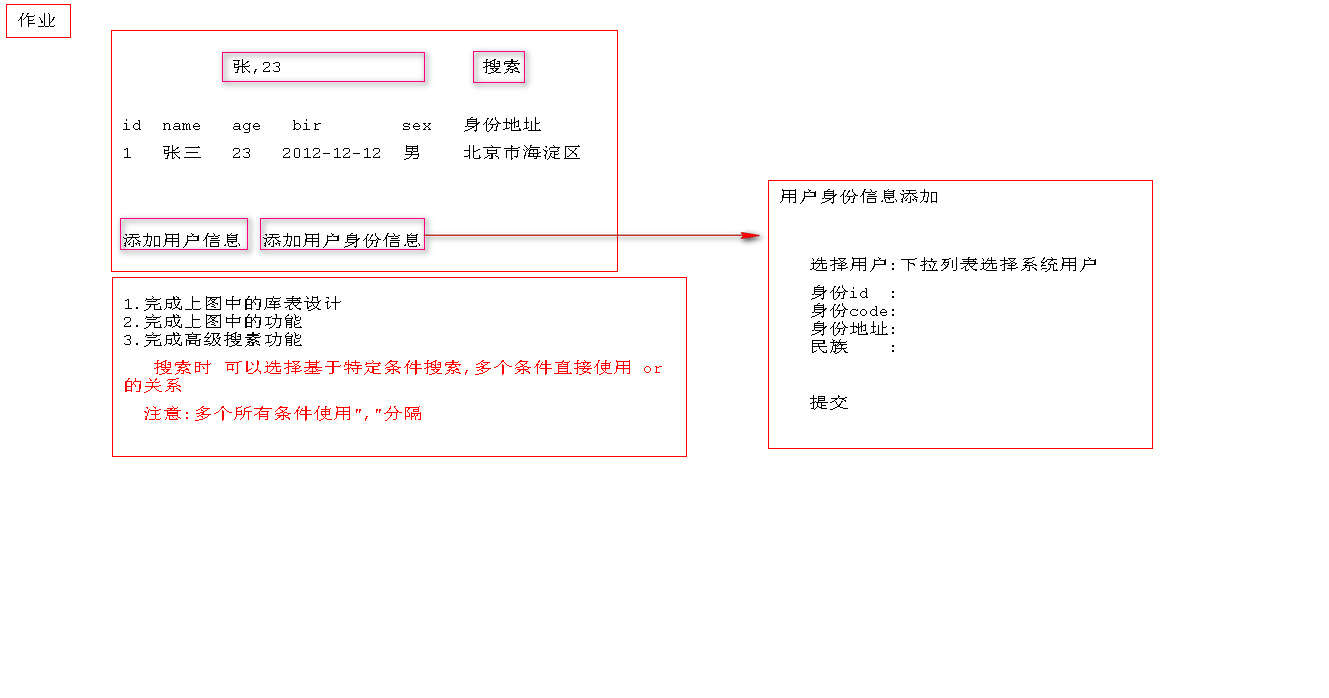 作业
张,23 搜索
id name age bir sex 身份地址
1 张三 23 2012-12-12 男 北京市海淀区
添加用户信息 添加用户身份信息
1.完成上图中的库表设计
2.完成上图中的功能
3.完成高级搜素功能
搜索时 可以选择基于特定条件搜索,多个条件直接使用 or
的关系
注意:多个所有条件使用","分隔
用户身份信息添加
选择用户:下拉列表选择系统用户
身份id :
身份code:
身份地址:
民族 :
提交